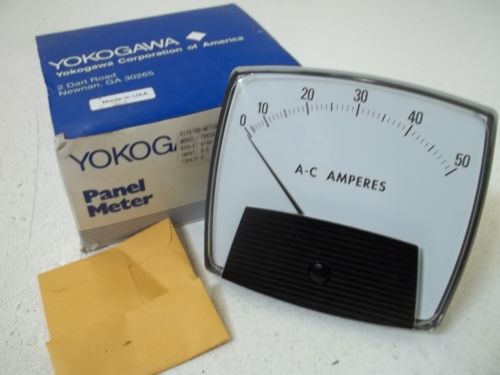 YOKOGAWA
Yokogawa Corporation of America
2 Dart Road
Newnan, GA 30265
Made in USA
YOKOG
Panel
Meter
0 10 20 30 40 50
A-C AMPERES